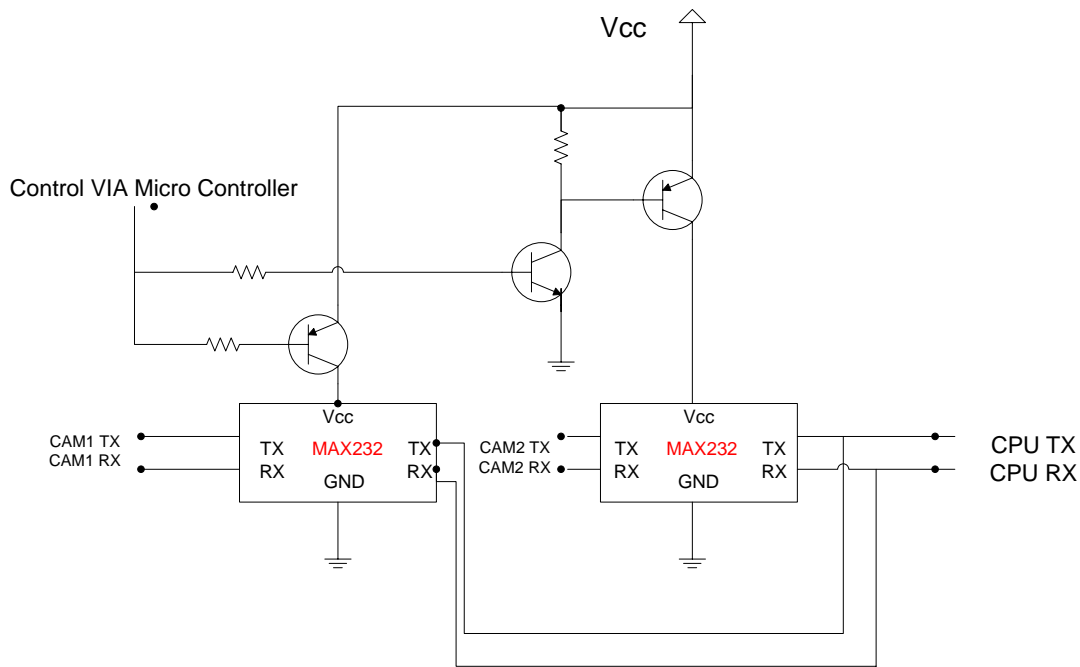 Vcc
Control VIA Micro Controller
Vcc
CAM1 TX
CAM1 RX
TX
RX
MAX232
GND
TX
RX
Vcc
CAM2 TX
CAM2 RX
TX
RX
MAX232
GND
TX
RX
CPU TX
CPU RX